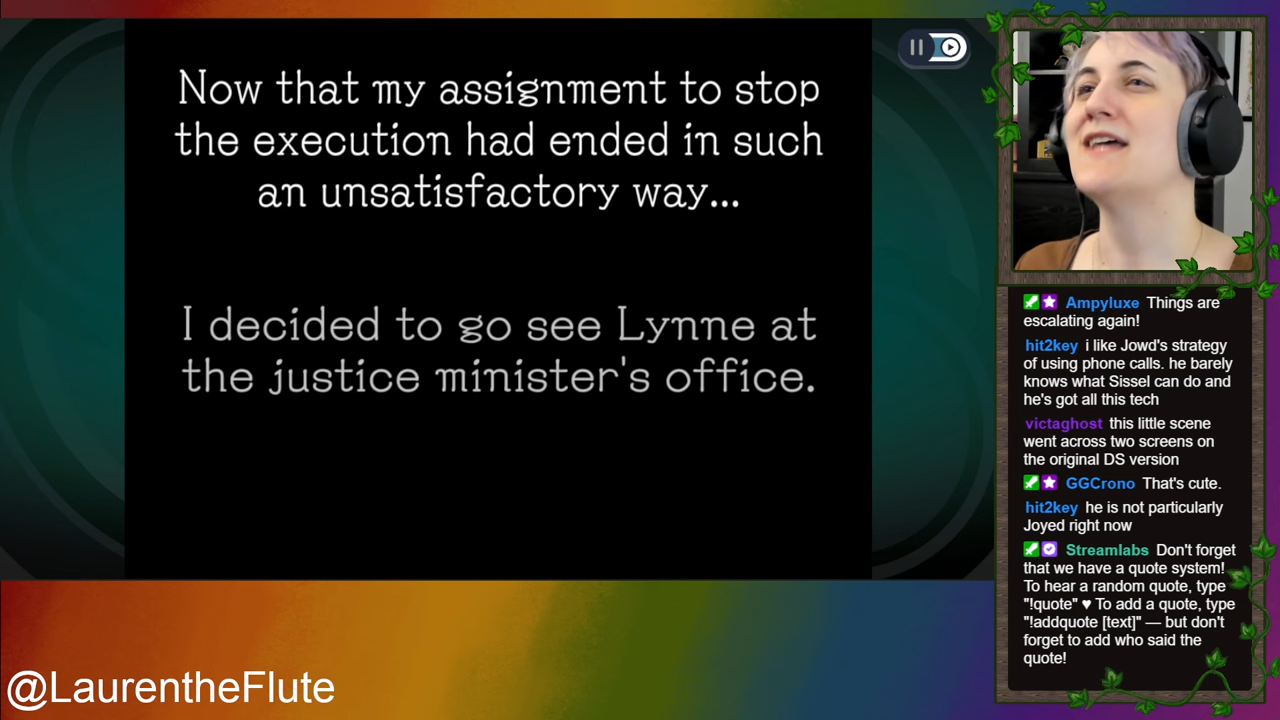 Now that my assignment to stop
the execution had ended in such
an unsatisfactory way...
I decided to go see Lynne at
the justice minister's office.
@LaurentheFlute
Ampyluxe Things are
escalating again!
hit2key i like Jowd's strategy
of using phone calls. he barely
knows what Sissel can do and
he's got all this tech
victaghost this little scene
went across two screens on
the original DS version
GGCrono That's cute.
hit2key he is not particularly
Joyed right now
Streamlabs Don't forget
that we have a quote system!
To hear a random quote, type
"!quote" ♥ To add a quote, type
"!addquote [text]" — but don't
forget to add who said the
quote!